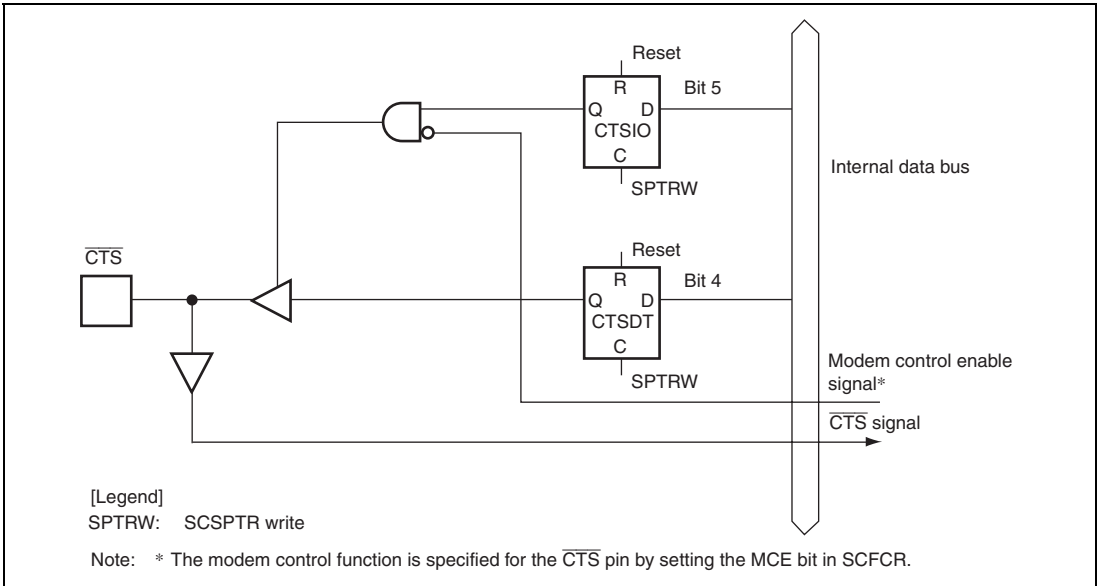 Reset
R
Bit 5
Q D
CTSIO
C
SPTRW
Internal data bus
CTS
Reset
R
Bit 4
Q D
CTSDT
C
SPTRW
Modem control enable
signal*
CTS signal
[Legend]
SPTRW: SCSPTR write
Note: * The modem control function is specified for the CTS pin by setting the MCE bit in SCFCR.